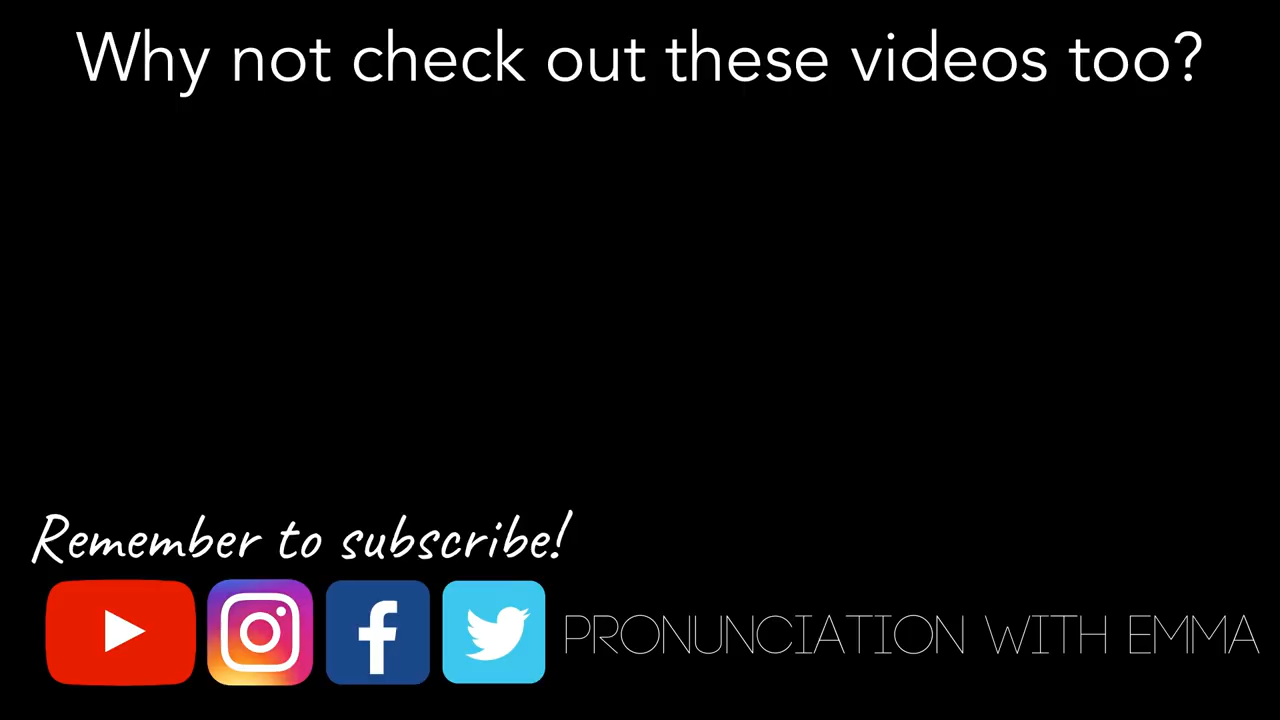 Why not check out these videos too?
Remember to subscribe!
PRONUNCIATION WITH EMMA